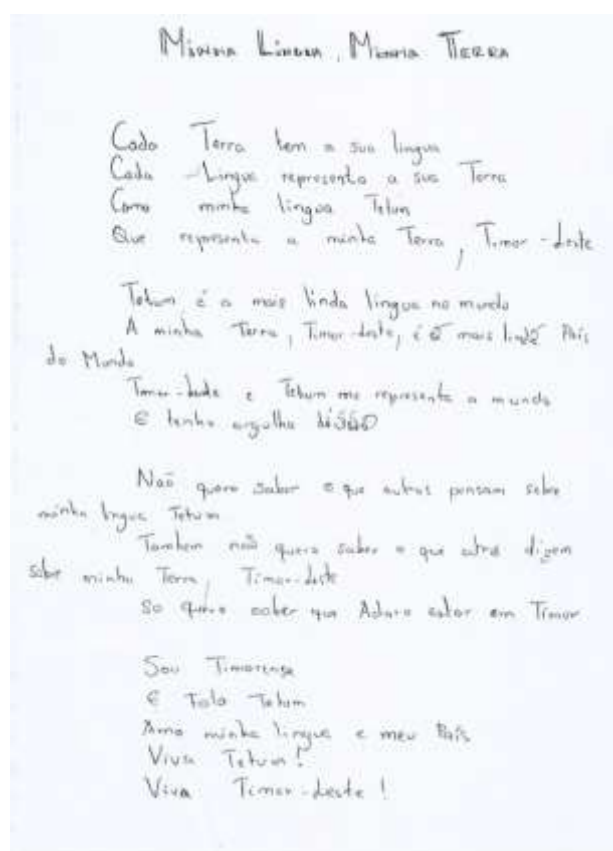 Minha Lingua, Minha Terra
Cada Terra tem a sua lingua
Cada Lingua representa a sua Terra
Como minha lingua Tetum
Que representa a minha Terra, Timor-Leste
Tetum é a mais linda lingua no mundo
A minha Terra, Timor-Leste, é o mais lindo País
do Mundo
Timor-Leste e Tetum me representa a mundo
E tenho orgulho disso
Naõ quero saber o que outros pensam sobre
minha lingua Tetum
Tambem naõ quero saber o que outros dizem
sobre minha Terra, Timor-Leste
So quero saber que Adoro estar em Timor
Sou Timorense
E Falo Tetum
Amo minha lingua e meu País
Viva Tetum!
Viva Timor-Leste!